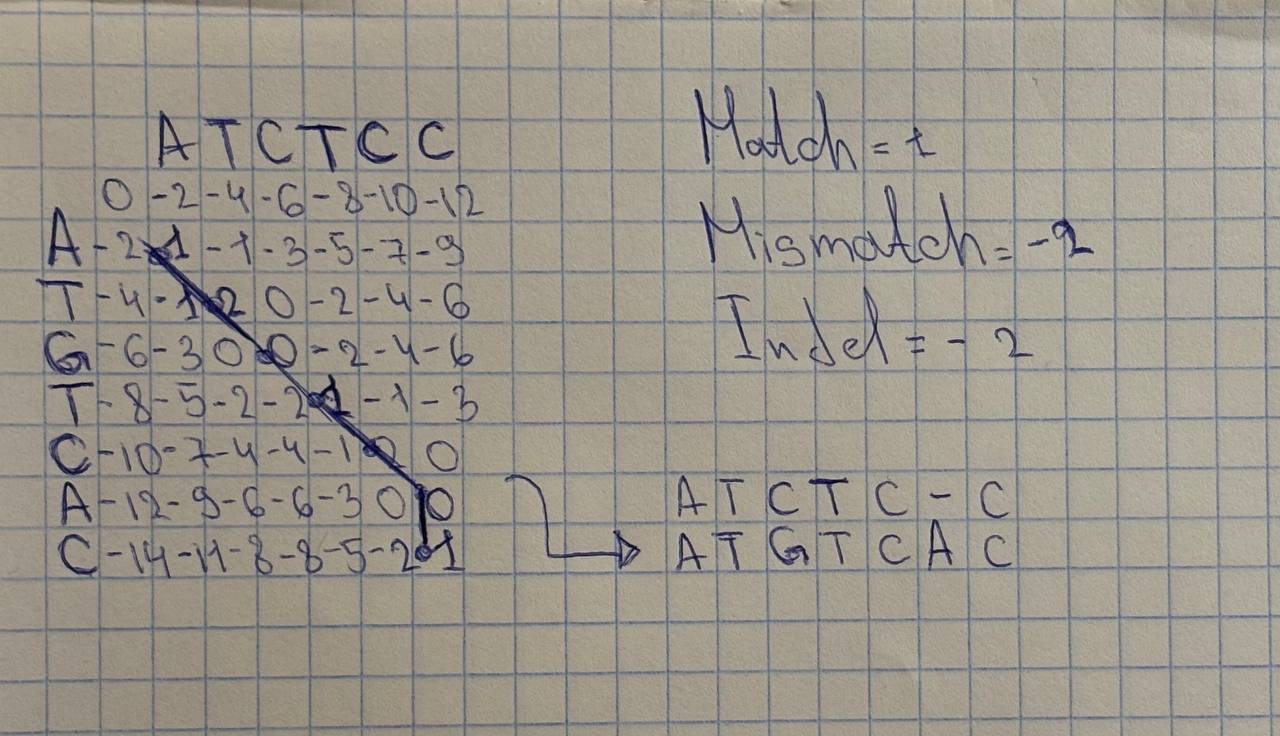 A T C T C C
0 -2 -4 -6 -8 -10 -12
A -2 1 -1 -3 -5 -7 -9
T -4 -1 2 0 -2 -4 -6
G -6 -3 0 0 -2 -4 -6
T -8 -5 -2 -2 1 -1 -3
C -10 -7 -4 -4 -1 2 0
A -12 -9 -6 -6 -3 0 0
C -14 -11 -8 -8 -5 -2 1
Match = 1
Mismatch = -2
Indel = -2
A T C T C - C
A T G T C A C